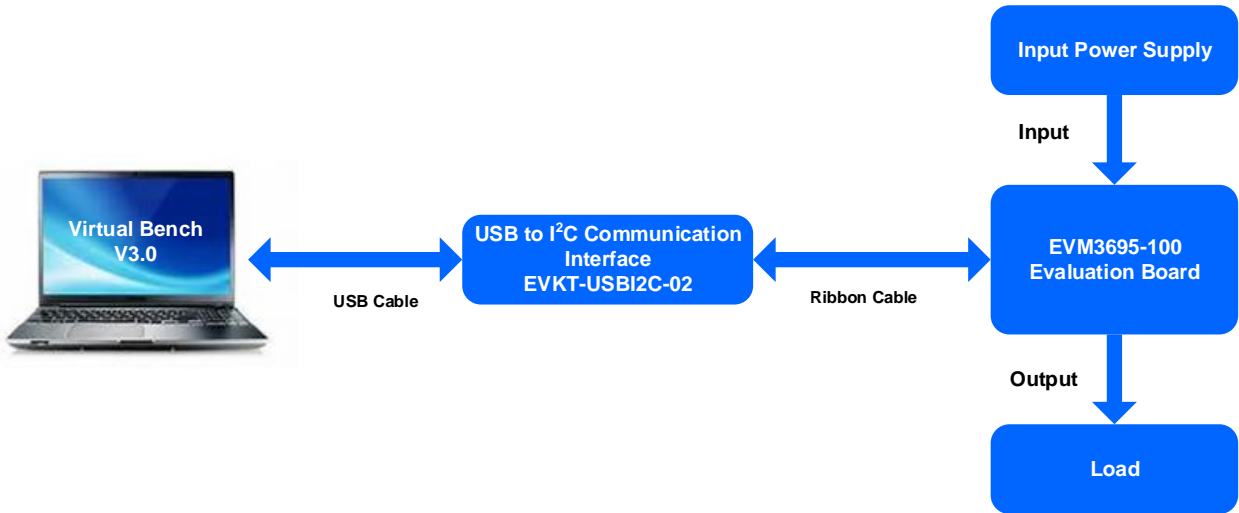 Input Power Supply
Input
Virtual Bench
V3.0
USB to I²C Communication
Interface
EVKT-USBI2C-02
EVM3695-100
Evaluation Board
USB Cable
Ribbon Cable
Output
Load